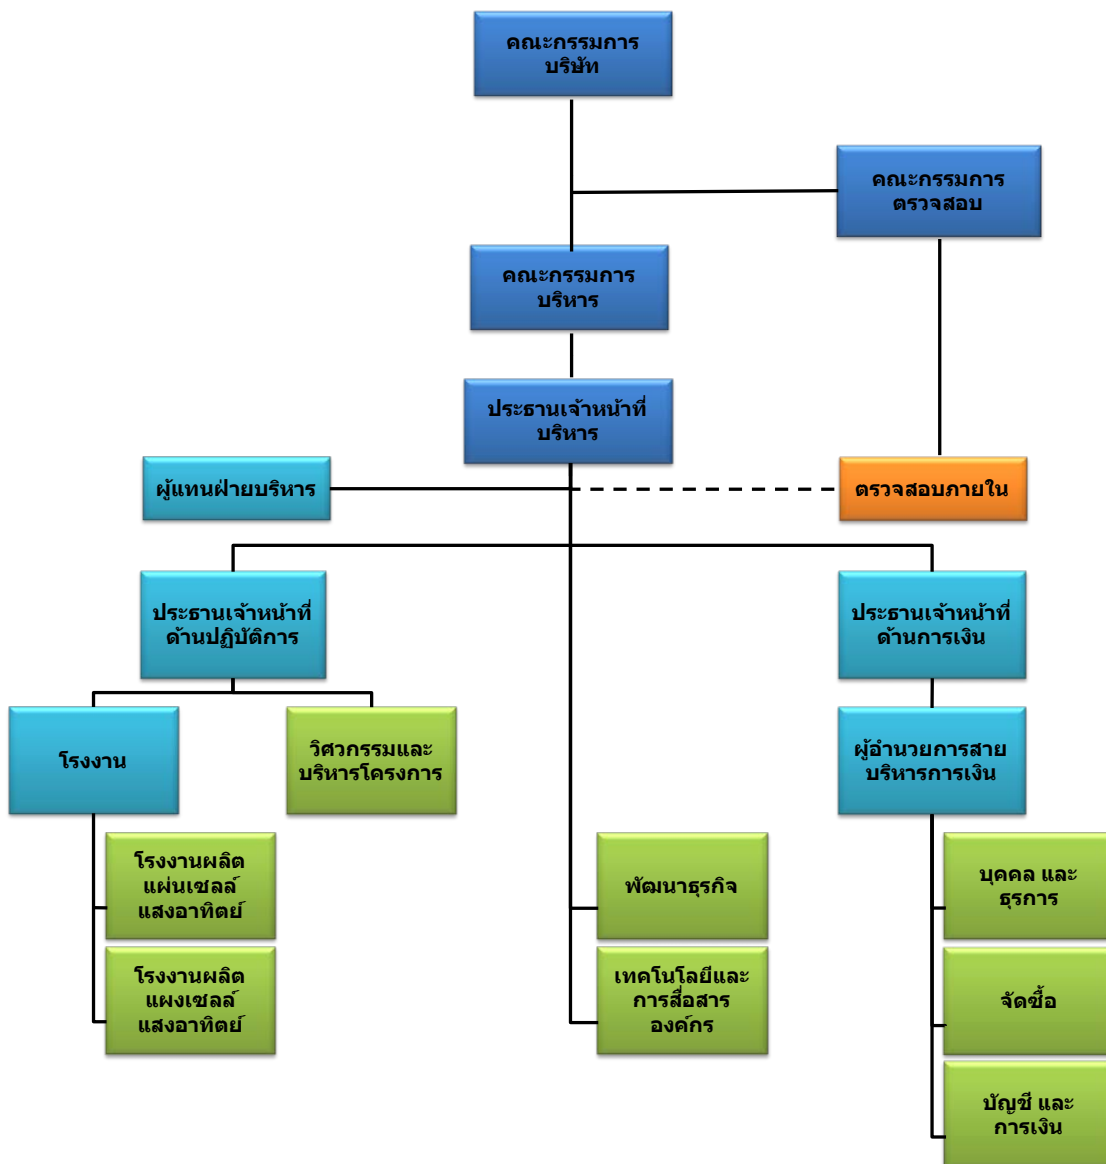 คณะกรรมการ
บริษัท
คณะกรรมการ
ตรวจสอบ
คณะกรรมการ
บริหาร
ประธานเจ้าหน้าที่
บริหาร
ผู้แทนฝ่ายบริหาร
ตรวจสอบภายใน
ประธานเจ้าหน้าที่
ด้านปฏิบัติการ
ประธานเจ้าหน้าที่
ด้านการเงิน
โรงงาน
วิศวกรรมและ
บริหารโครงการ
ผู้อำนวยการสาย
บริหารการเงิน
โรงงานผลิต
แผ่นเซลล์
แสงอาทิตย์
พัฒนาธุรกิจ
บุคคล และ
ธุรการ
โรงงานผลิต
แผงเซลล์
แสงอาทิตย์
เทคโนโลยีและ
การสื่อสาร
องค์กร
จัดซื้อ
บัญชี และ
การเงิน